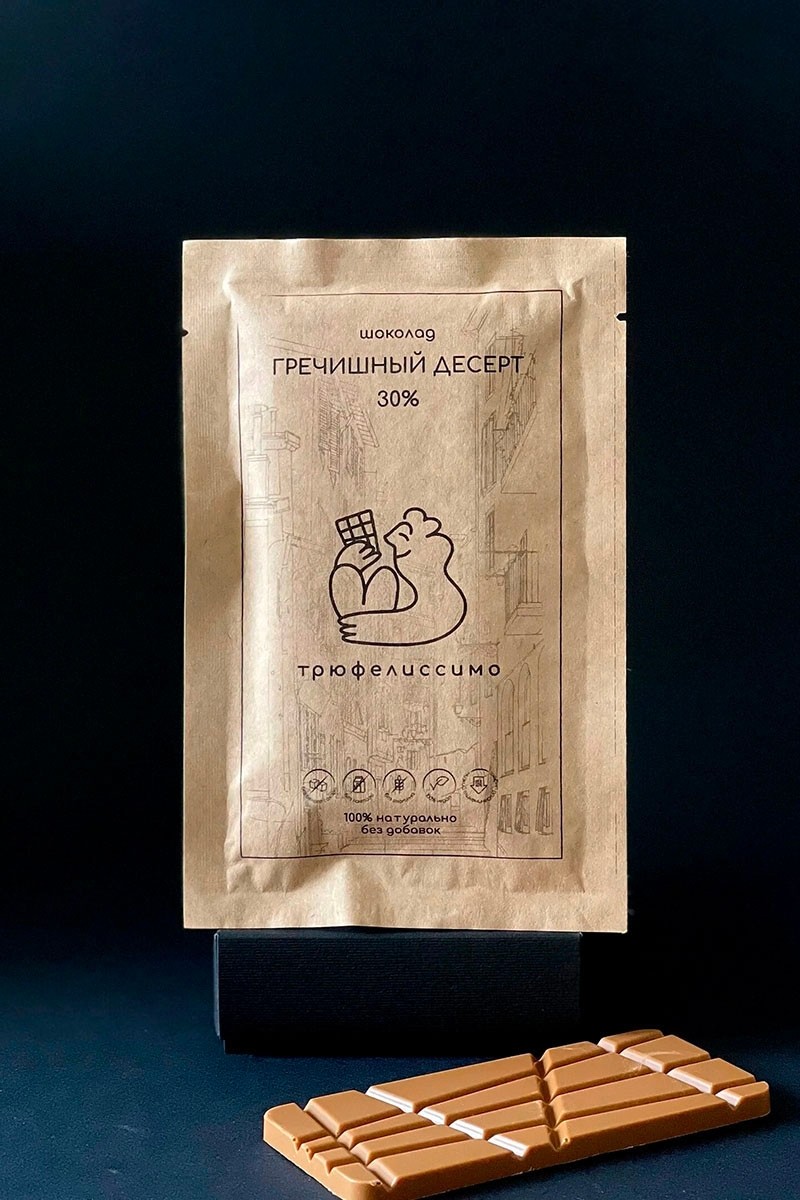 шоколад
ГРЕЧИШНЫЙ ДЕСЕРТ
30%
трюфелиссимо
100% натурально
без добавок